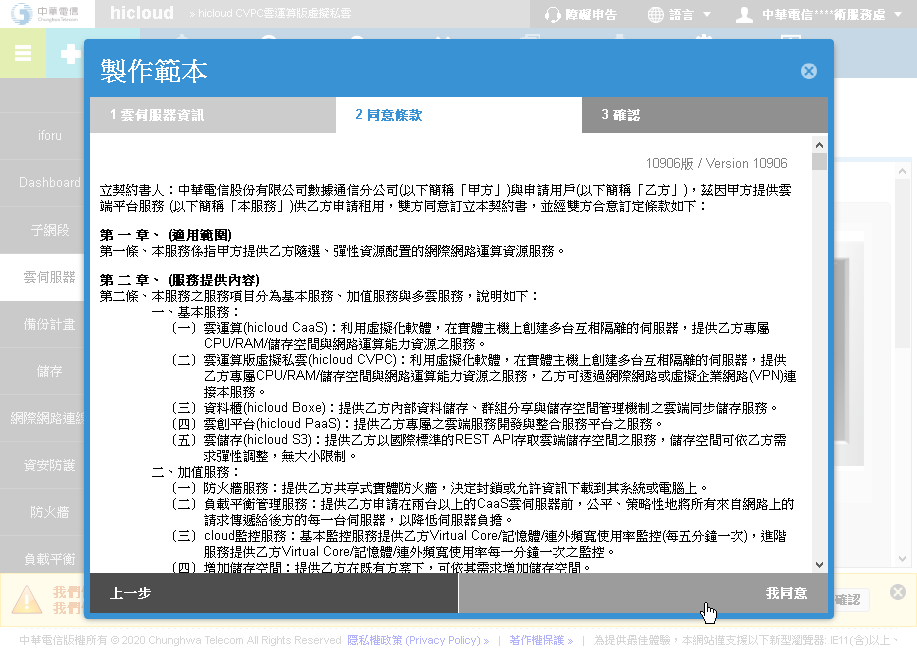 中華電信
Chunghwa Telecom
hicloud » hicloud CVPC雲運算版虛擬私雲
障礙申告 語言 中華電信****術服務處
製作範本
1 雲伺服器資訊 2 同意條款 3 確認
iforu
Dashboard
子網段
雲伺服器
備份計畫
儲存
網際網路連線
資安防護
防火牆
負載平衡
10906版 / Version 10906
立契約書人：中華電信股份有限公司數據通信分公司(以下簡稱「甲方」)與申請用戶(以下簡稱「乙方」)，茲因甲方提供雲
端平台服務 (以下簡稱「本服務」)供乙方申請租用，雙方同意訂立本契約書，並經雙方合意訂定條款如下：
第 一 章、 (適用範圍)
第一條、本服務係指甲方提供乙方隨選、彈性資源配置的網際網路運算資源服務。
第 二 章、 (服務提供內容)
第二條、本服務之服務項目分為基本服務、加值服務與多雲服務，說明如下：
一、基本服務：
（一）雲運算(hicloud CaaS)：利用虛擬化軟體，在實體主機上創建多台互相隔離的伺服器，提供乙方專屬
CPU/RAM/儲存空間與網路運算能力資源之服務。
（二）雲運算版虛擬私雲(hicloud CVPC)：利用虛擬化軟體，在實體主機上創建多台互相隔離的伺服器，提供
乙方專屬CPU/RAM/儲存空間與網路運算能力資源之服務，乙方可透過網際網路或虛擬企業網路(VPN)連
接本服務。
（三）資料櫃(hicloud Boxe)：提供乙方內部資料儲存、群組分享與儲存空間管理機制之雲端同步儲存服務。
（四）雲創平台(hicloud PaaS)：提供乙方專屬之雲端服務開發與整合服務平台之服務。
（五）雲儲存(hicloud S3)：提供乙方以國際標準的REST API存取雲端儲存空間之服務，儲存空間可依乙方需
求彈性調整，無大小限制。
二、加值服務：
（一）防火牆服務：提供乙方共享式實體防火牆，決定封鎖或允許資訊下載到其系統或電腦上。
（二）負載平衡管理服務：提供乙方申請在兩台以上的CaaS雲伺服器前，公平、策略性地將所有來自網路上的
請求傳遞給後方的每一台伺服器，以降低伺服器負擔。
（三）cloud監控服務：基本監控服務提供乙方Virtual Core/記憶體/連外頻寬使用率監控(每五分鐘一次)，進階
服務提供乙方Virtual Core/記憶體/連外頻寬使用率每一分鐘一次之監控。
（四）增加儲存空間：提供乙方在既有方案下，可依其需求增加儲存空間。
上一步 我同意
我們
我們
確認
中華電信版權所有 © 2020 Chunghwa Telecom All Rights Reserved 隱私權政策 (Privacy Policy) » | 著作權保護 » | 為提供最佳體驗，本網站僅支援以下新型瀏覽器: IE11(含)以上、